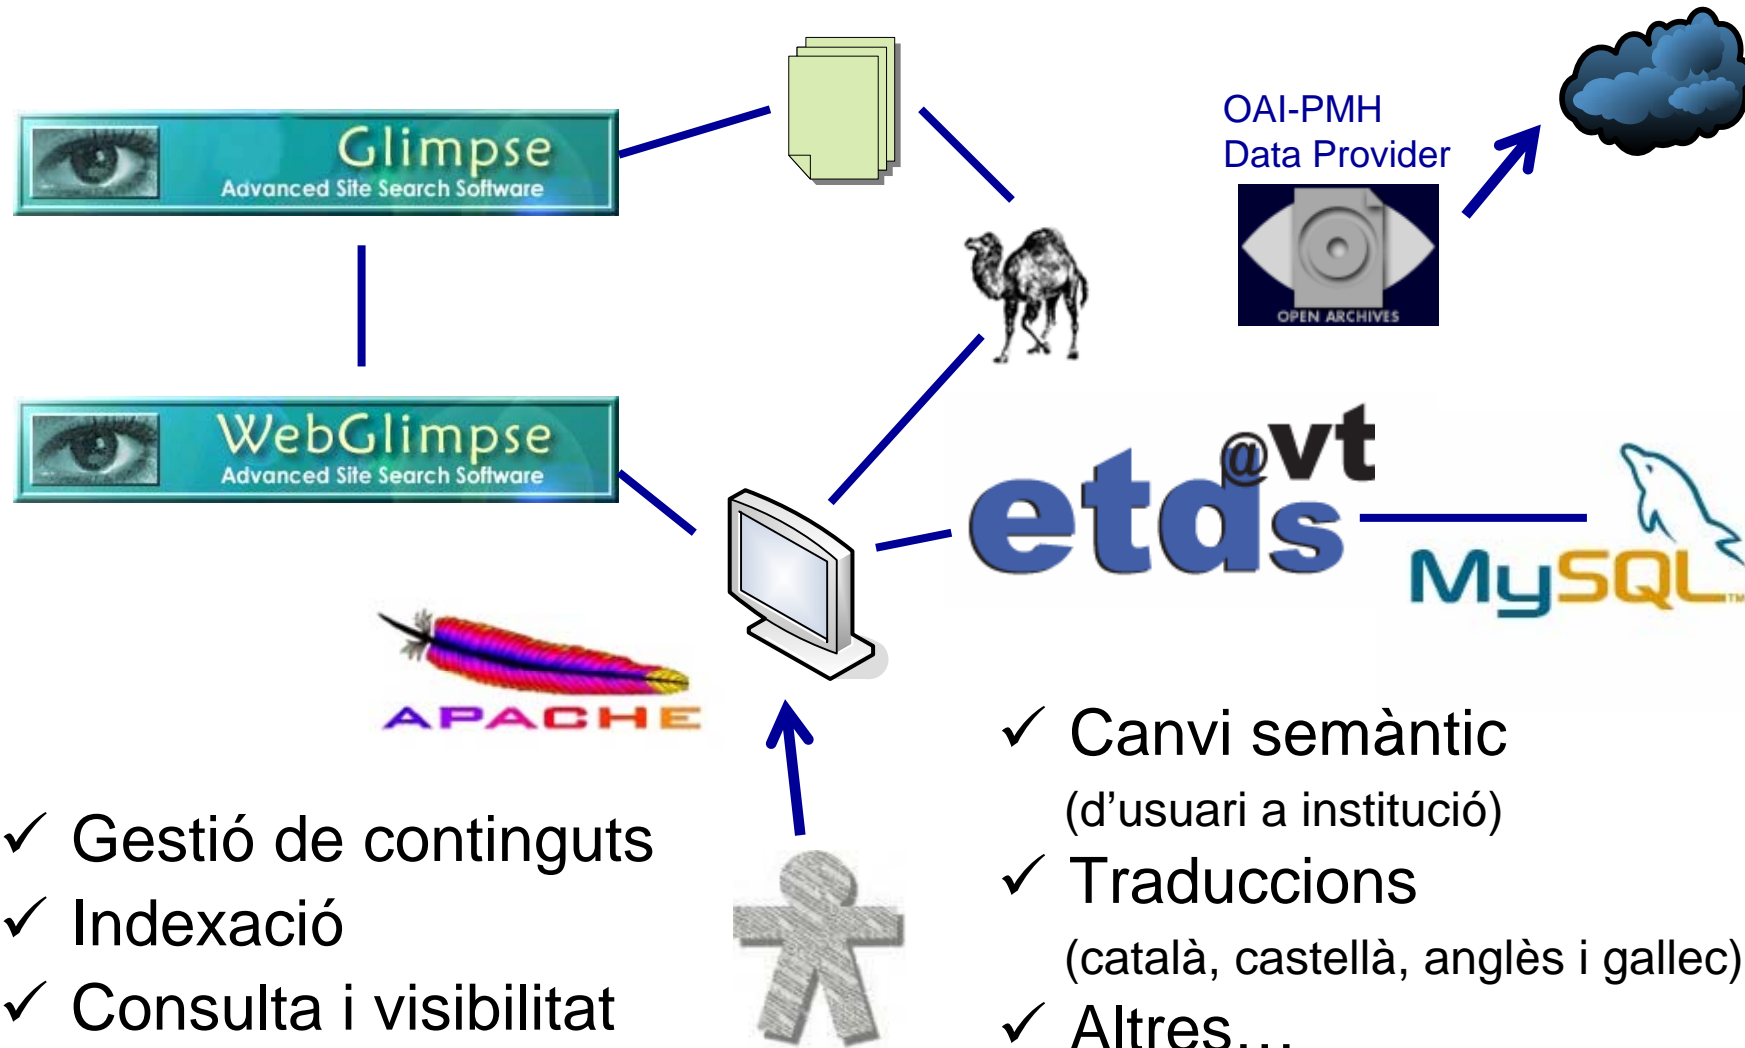 Glimpse
Advanced Site Search Software
OAI-PMH
Data Provider
OPEN ARCHIVES
WebGlimpse
Advanced Site Search Software
etds@vt
MySQL™
APACHE
✓ Gestió de continguts
✓ Indexació
✓ Consulta i visibilitat
✓ Canvi semàntic
(d’usuari a institució)
✓ Traduccions
(català, castellà, anglès i gallec)
✓ Altres…